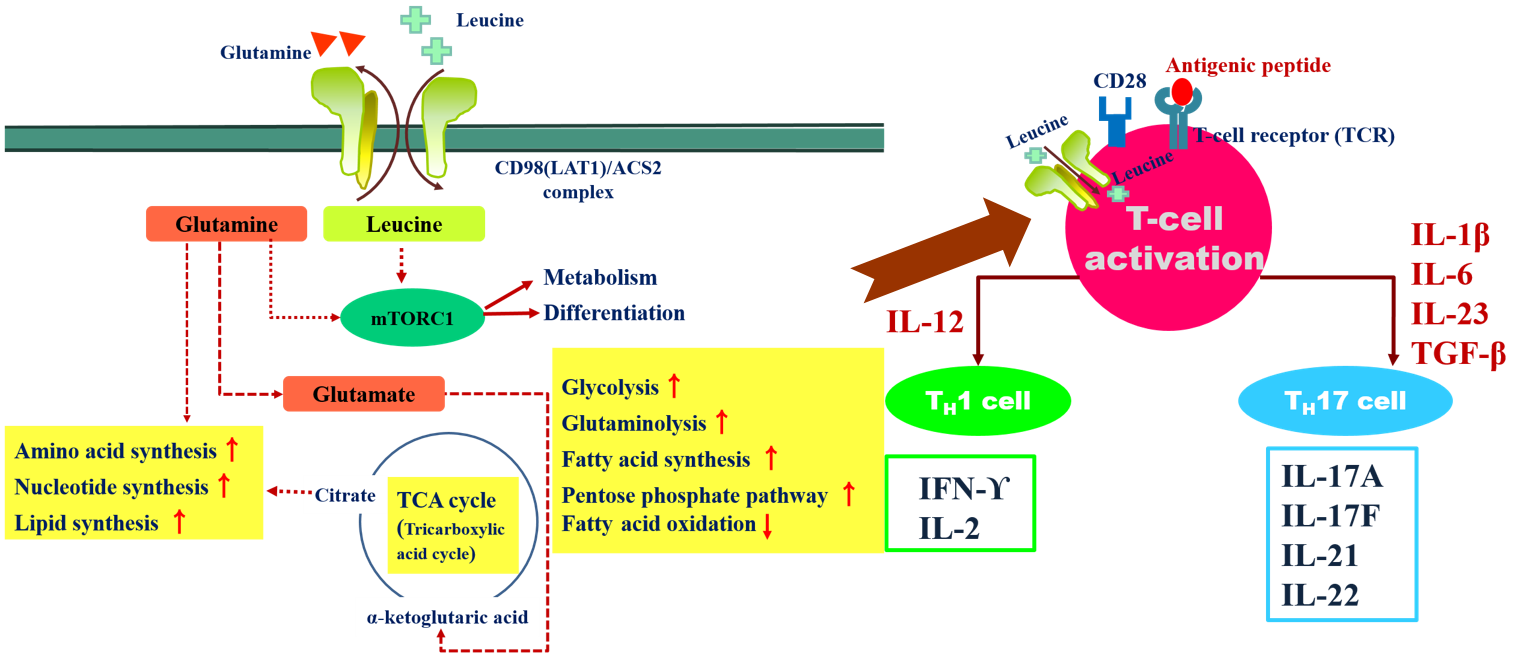 Glutamine
Leucine
CD98(LAT1)/ACS2
complex
Glutamine
Leucine
mTORC1
Metabolism
Differentiation
Glutamate
Amino acid synthesis ↑
Nucleotide synthesis ↑
Lipid synthesis ↑
Citrate
TCA cycle
(Tricarboxylic
acid cycle)
α-ketoglutaric acid
Glycolysis ↑
Glutaminolysis ↑
Fatty acid synthesis ↑
Pentose phosphate pathway ↑
Fatty acid oxidation ↓
Antigenic peptide
CD28
T-cell receptor (TCR)
Leucine
Leucine
T-cell
activation
IL-12
IL-1β
IL-6
IL-23
TGF-β
TH1 cell
IFN-ϒ
IL-2
TH17 cell
IL-17A
IL-17F
IL-21
IL-22